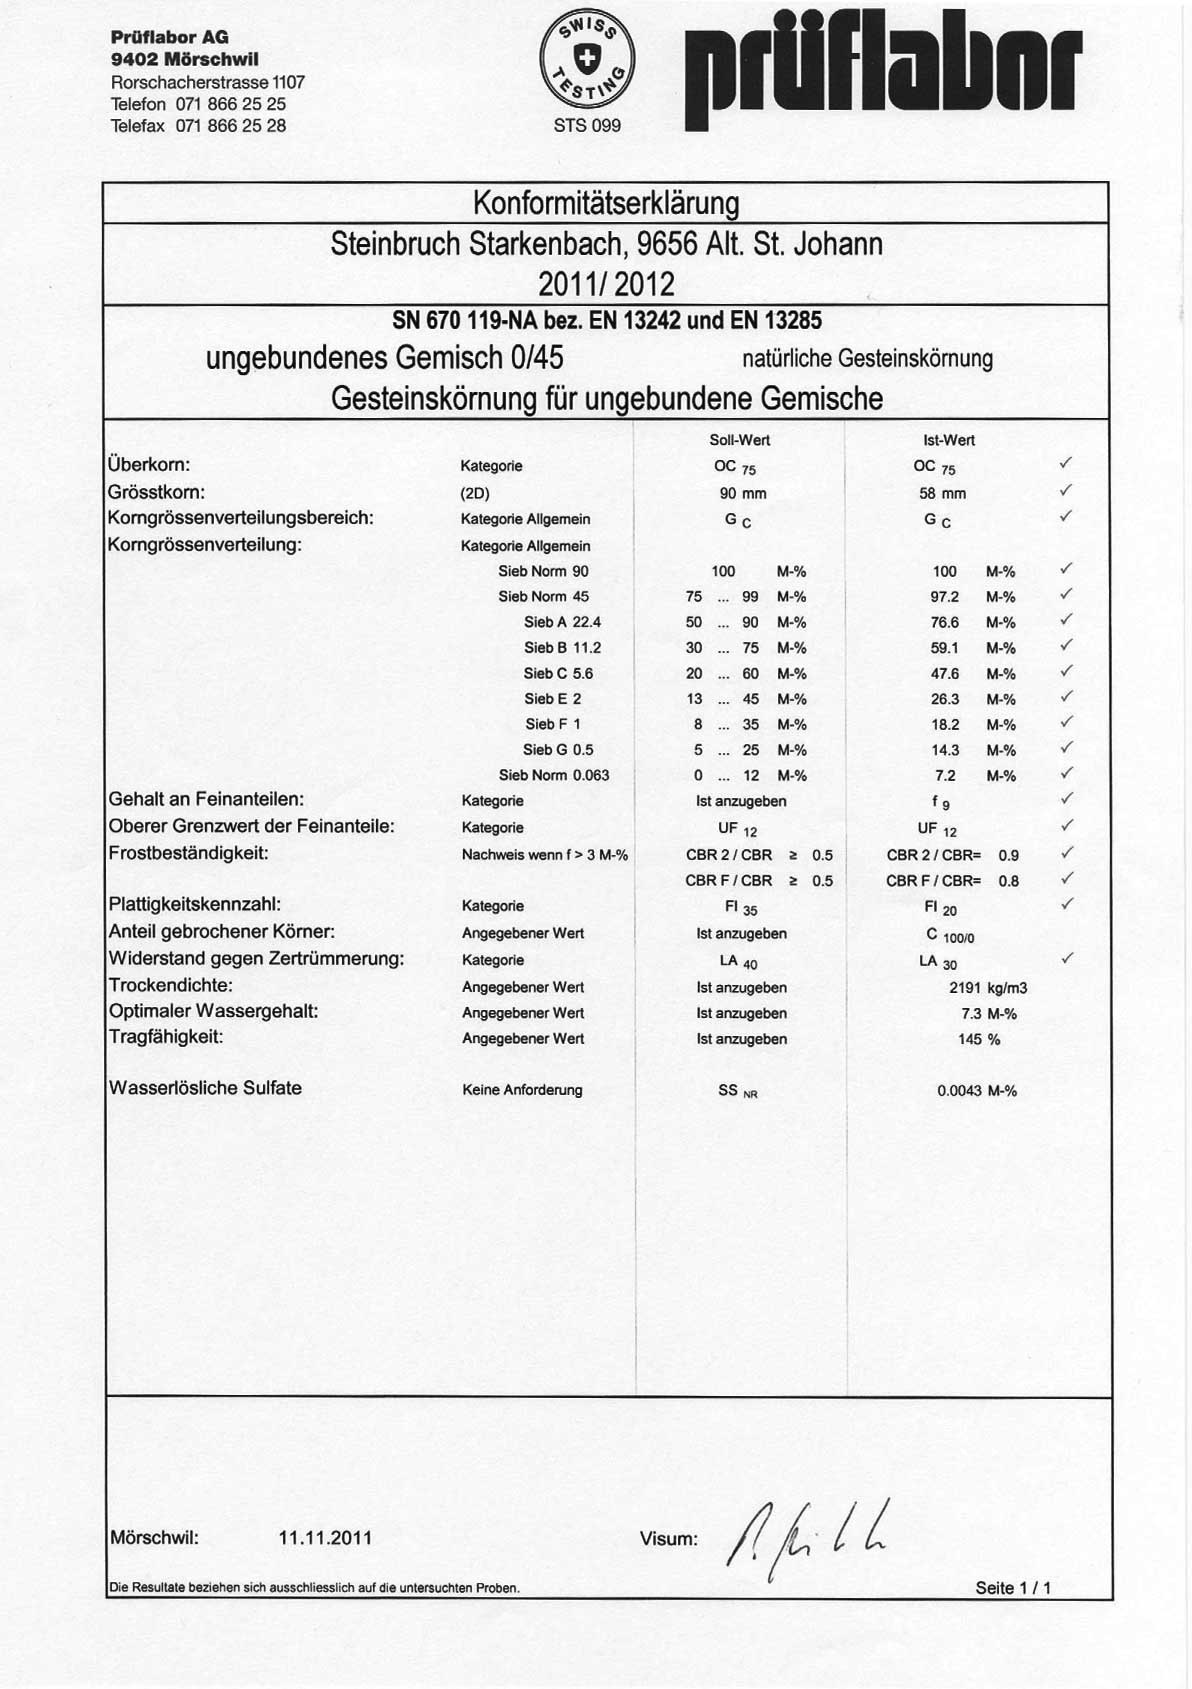 Prüflabor AG
9402 Mörschwil
Rorschacherstrasse 1107
Telefon 071 866 25 25
Telefax 071 866 25 28
SWISS TESTING
STS 099
prüflabor
Konformitätserklärung
Steinbruch Starkenbach, 9656 Alt. St. Johann
2011/ 2012
SN 670 119-NA bez. EN 13242 und EN 13285
ungebundenes Gemisch 0/45 natürliche Gesteinskörnung
Gesteinskörnung für ungebundene Gemische
Soll-Wert Ist-Wert
Überkorn: Kategorie OC 75 OC 75 ✓
Grösstkorn: (2D) 90 mm 58 mm ✓
Korngrössenverteilungsbereich: Kategorie Allgemein G C G C ✓
Korngrössenverteilung: Kategorie Allgemein
Sieb Norm 90 100 M-% 100 M-% ✓
Sieb Norm 45 75 ... 99 M-% 97.2 M-% ✓
Sieb A 22.4 50 ... 90 M-% 76.6 M-% ✓
Sieb B 11.2 30 ... 75 M-% 59.1 M-% ✓
Sieb C 5.6 20 ... 60 M-% 47.6 M-% ✓
Sieb E 2 13 ... 45 M-% 26.3 M-% ✓
Sieb F 1 8 ... 35 M-% 18.2 M-% ✓
Sieb G 0.5 5 ... 25 M-% 14.3 M-% ✓
Sieb Norm 0.063 0 ... 12 M-% 7.2 M-% ✓
Gehalt an Feinanteilen: Kategorie Ist anzugeben f 9 ✓
Oberer Grenzwert der Feinanteile: Kategorie UF 12 UF 12 ✓
Frostbeständigkeit: Nachweis wenn f > 3 M-% CBR 2 / CBR ≥ 0.5 CBR 2 / CBR= 0.9 ✓
CBR F / CBR ≥ 0.5 CBR F / CBR= 0.8 ✓
Plattigkeitskennzahl: Kategorie FI 35 FI 20 ✓
Anteil gebrochener Körner: Angegebener Wert Ist anzugeben C 100/0
Widerstand gegen Zertrümmerung: Kategorie LA 40 LA 30 ✓
Trockendichte: Angegebener Wert Ist anzugeben 2191 kg/m3
Optimaler Wassergehalt: Angegebener Wert Ist anzugeben 7.3 M-%
Tragfähigkeit: Angegebener Wert Ist anzugeben 145 %
Wasserlösliche Sulfate Keine Anforderung SS NR 0.0043 M-%
Mörschwil: 11.11.2011 Visum:
Die Resultate beziehen sich ausschliesslich auf die untersuchten Proben. Seite 1 / 1